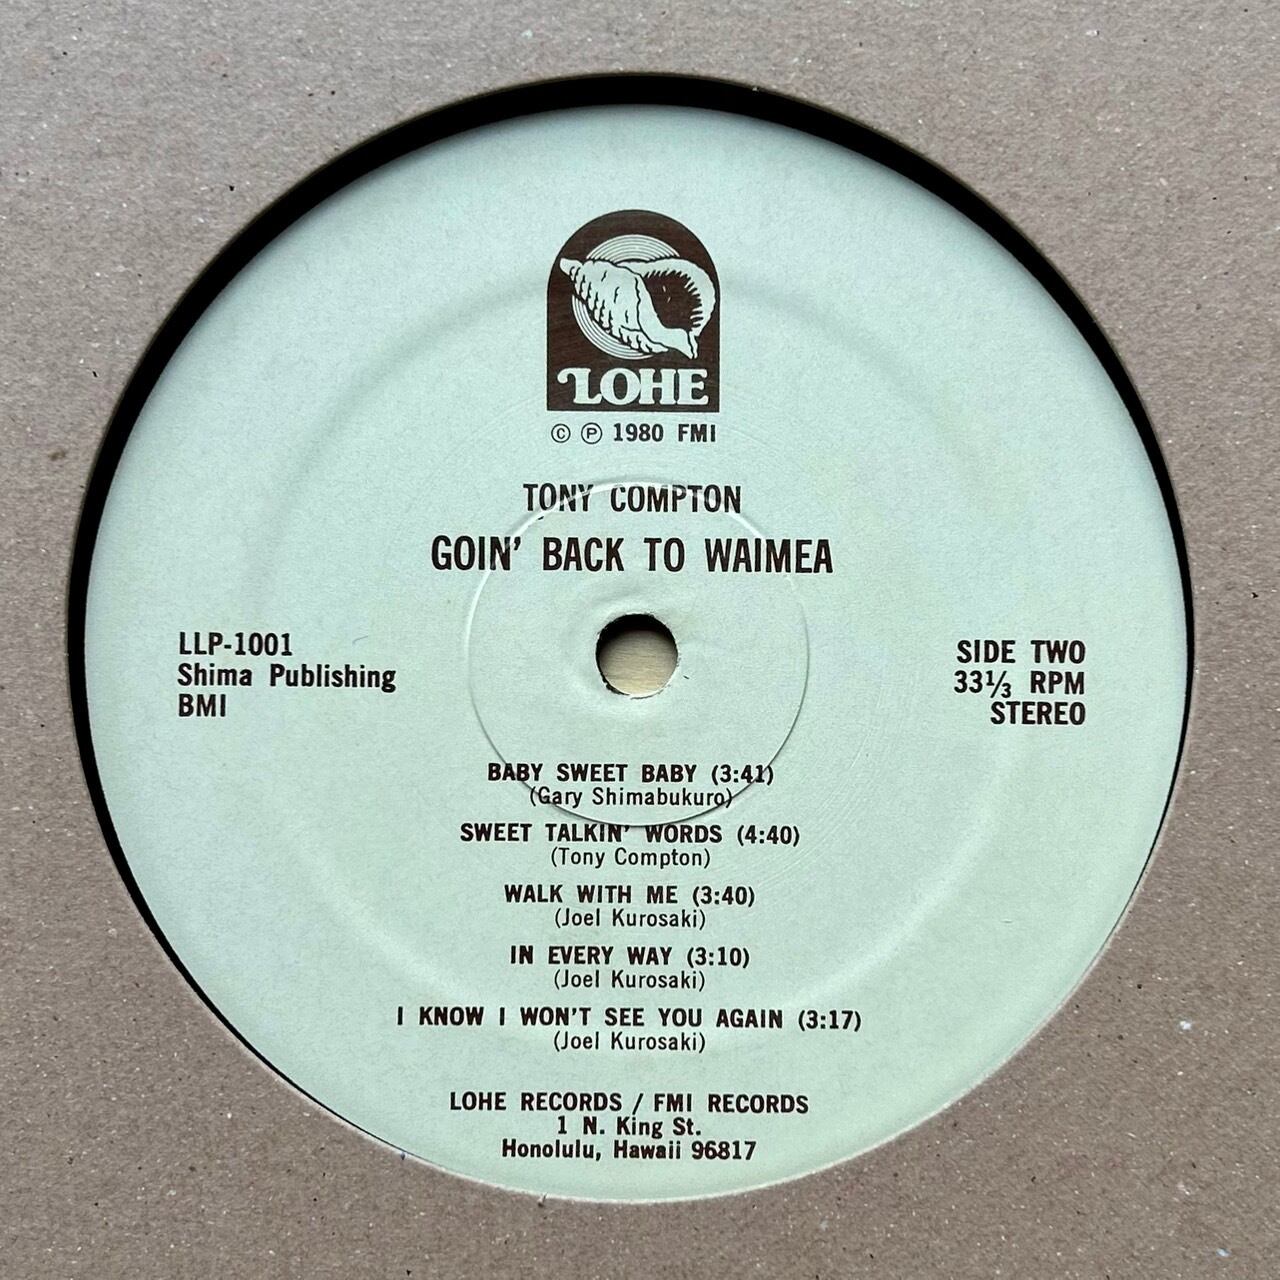 LOHE
© ℗ 1980 FMI
TONY COMPTON
GOIN' BACK TO WAIMEA
LLP-1001
Shima Publishing
BMI
SIDE TWO
33⅓ RPM
STEREO
BABY SWEET BABY (3:41)
(Gary Shimabukuro)
SWEET TALKIN' WORDS (4:40)
(Tony Compton)
WALK WITH ME (3:40)
(Joel Kurosaki)
IN EVERY WAY (3:10)
(Joel Kurosaki)
I KNOW I WON'T SEE YOU AGAIN (3:17)
(Joel Kurosaki)
LOHE RECORDS / FMI RECORDS
1 N. King St.
Honolulu, Hawaii 96817